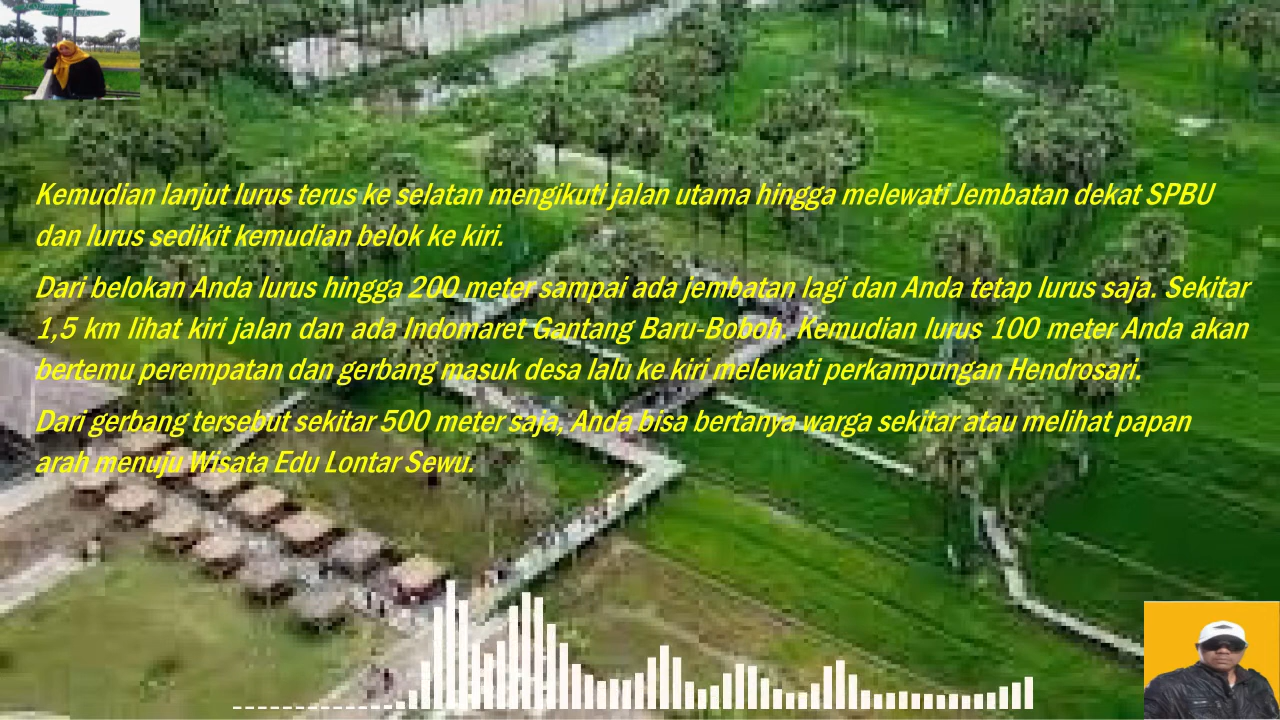 Kemudian lanjut lurus terus ke selatan mengikuti jalan utama hingga melewati Jembatan dekat SPBU
dan lurus sedikit kemudian belok ke kiri.
Dari belokan Anda lurus hingga 200 meter sampai ada jembatan lagi dan Anda tetap lurus saja. Sekitar
1,5 km lihat kiri jalan dan ada Indomaret Gantang Baru-Boboh. Kemudian lurus 100 meter Anda akan
bertemu perempatan dan gerbang masuk desa lalu ke kiri melewati perkampungan Hendrosari.
Dari gerbang tersebut sekitar 500 meter saja, Anda bisa bertanya warga sekitar atau melihat papan
arah menuju Wisata Edu Lontar Sewu.